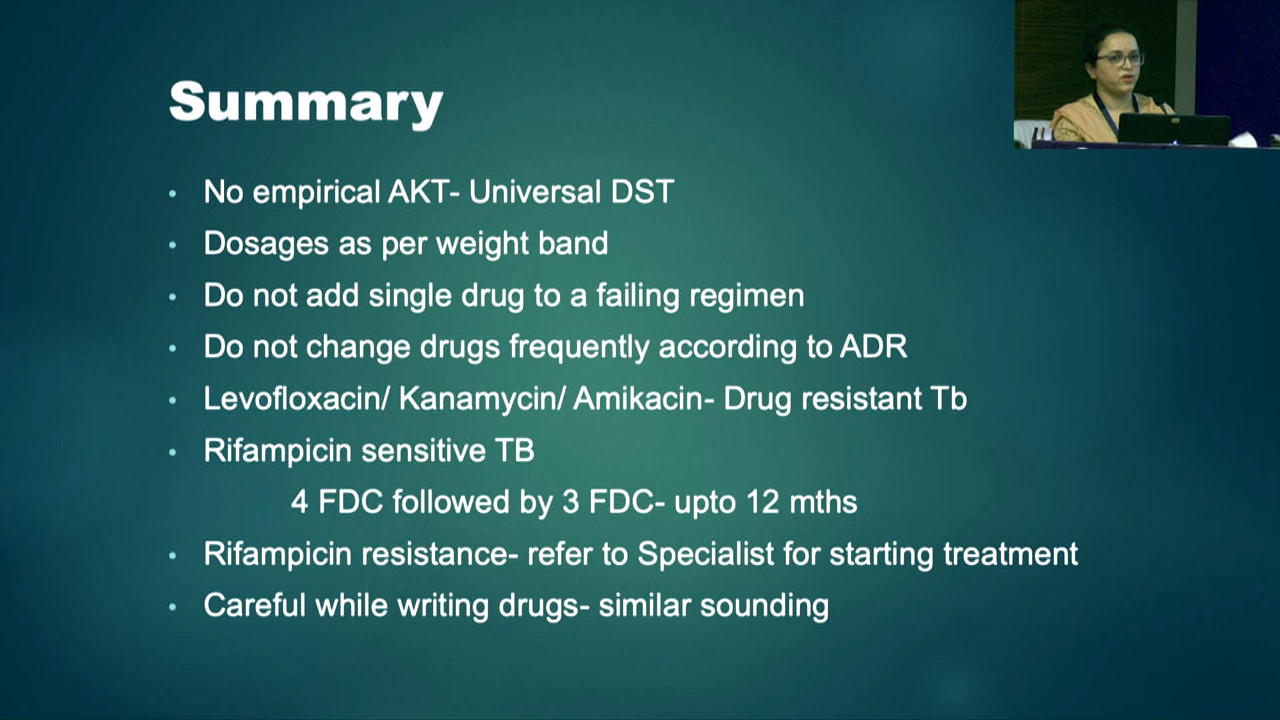 Summary
• No empirical AKT- Universal DST
• Dosages as per weight band
• Do not add single drug to a failing regimen
• Do not change drugs frequently according to ADR
• Levofloxacin/ Kanamycin/ Amikacin- Drug resistant Tb
• Rifampicin sensitive TB
4 FDC followed by 3 FDC- upto 12 mths
• Rifampicin resistance- refer to Specialist for starting treatment
• Careful while writing drugs- similar sounding